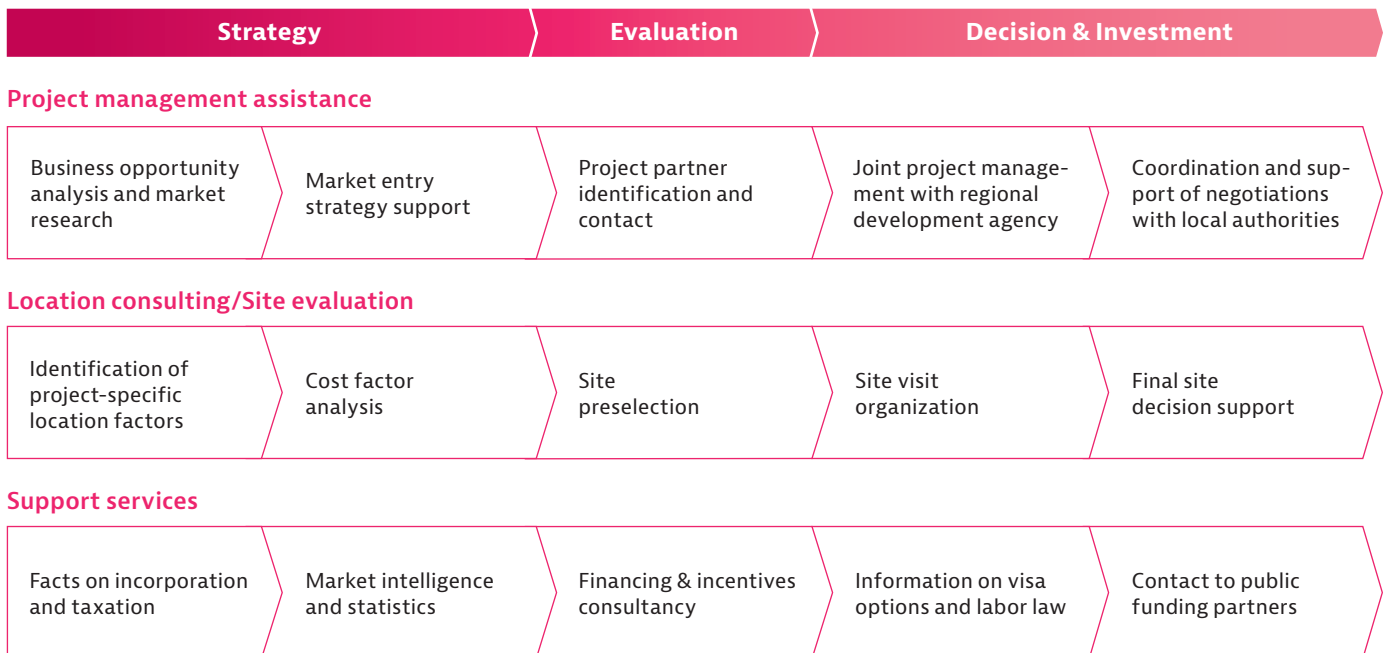 Strategy
Evaluation
Decision & Investment
Project management assistance
Business opportunity
analysis and market
research
Market entry
strategy support
Project partner
identification and
contact
Joint project manage-
ment with regional
development agency
Coordination and sup-
port of negotiations
with local authorities
Location consulting/Site evaluation
Identification of
project-specific
location factors
Cost factor
analysis
Site
preselection
Site visit
organization
Final site
decision support
Support services
Facts on incorporation
and taxation
Market intelligence
and statistics
Financing & incentives
consultancy
Information on visa
options and labor law
Contact to public
funding partners